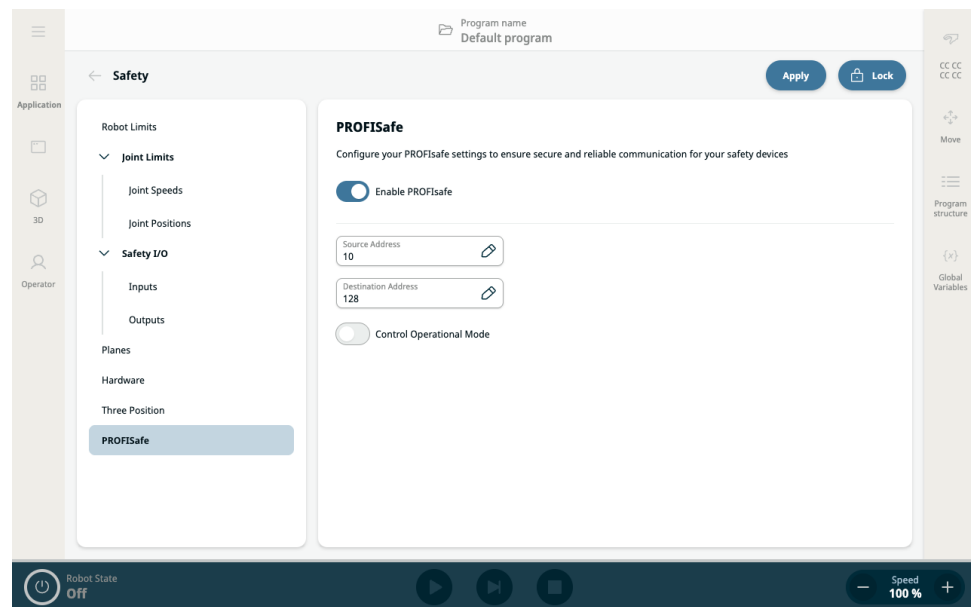 Program name
Default program
Safety
Apply
Lock
CC CC
CC CC
Application
3D
Operator
Move
Program
structure
{x}
Global
Variables
Robot Limits
Joint Limits
Joint Speeds
Joint Positions
Safety I/O
Inputs
Outputs
Planes
Hardware
Three Position
PROFISafe
PROFISafe
Configure your PROFIsafe settings to ensure secure and reliable communication for your safety devices
Enable PROFIsafe
Source Address
10
Destination Address
128
Control Operational Mode
Robot State
Off
Speed
100 %